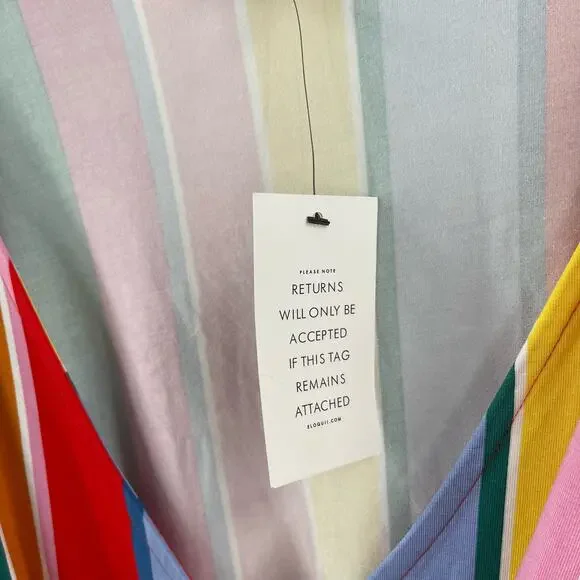 PLEASE NOTE
RETURNS
WILL ONLY BE
ACCEPTED
IF THIS TAG
REMAINS
ATTACHED
ELOQUII.COM